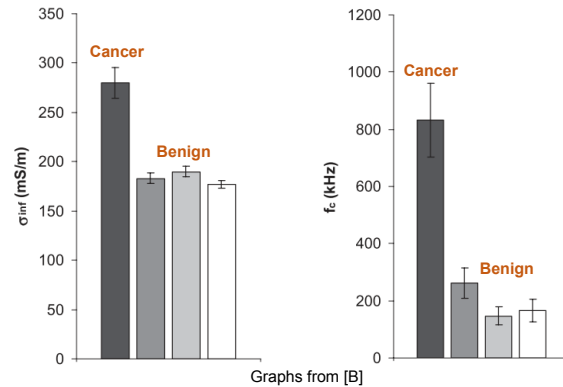 350
300
250
200
150
100
50
0
σinf (mS/m)
Cancer
Benign
1200
1000
800
600
400
200
0
fc (kHz)
Cancer
Benign
Graphs from [B]